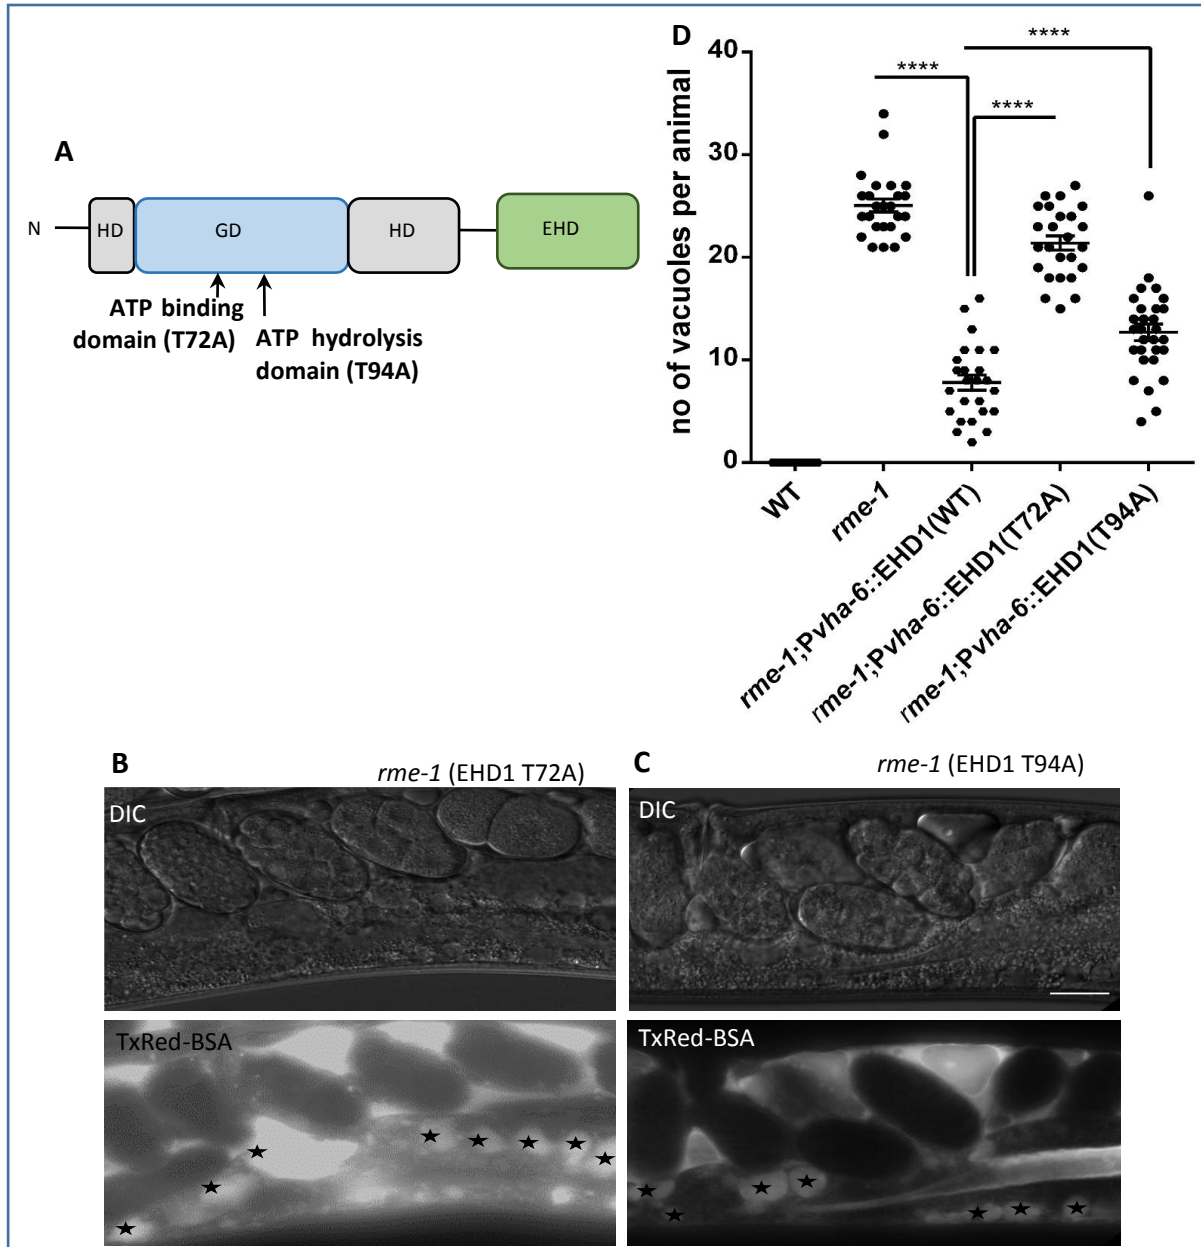 A
N
HD
GD
HD
EHD
ATP binding
domain (T72A)
ATP hydrolysis
domain (T94A)
D
no of vacuoles per animal
40
30
20
10
0
****
****
****
WT
rme-1
rme-1;Pvha-6::EHD1(WT)
rme-1;Pvha-6::EHD1(T72A)
rme-1;Pvha-6::EHD1(T94A)
B
rme-1 (EHD1 T72A)
DIC
TxRed-BSA
C
rme-1 (EHD1 T94A)
DIC
TxRed-BSA